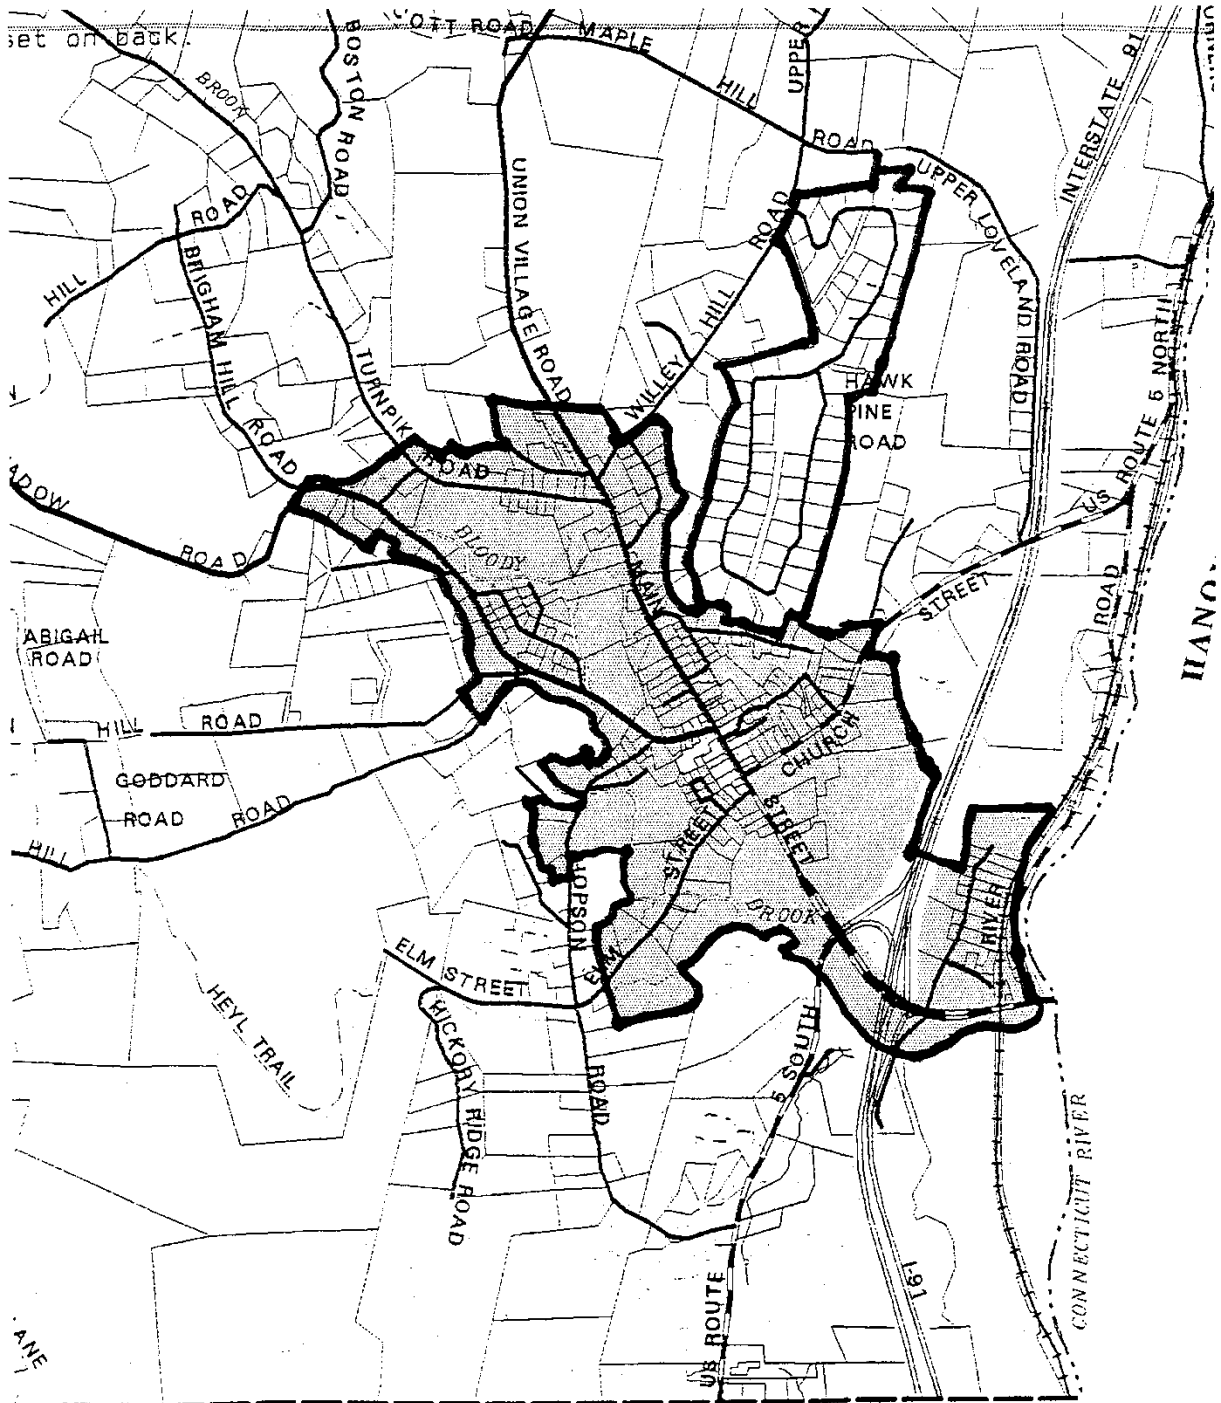 set on back.
OTT ROAD
MAPLE
HILL
ROAD
UPPER
BOSTON ROAD
BROOK
INTERSTATE 91
ROAD
HILL
BRIGHAM HILL ROAD
UNION VILLAGE ROAD
WILLEY
HILL
ROAD
UPPER LOVELAND ROAD
TURNPIK
ROAD
HAWK
PINE
ROAD
US ROUTE 5 NORTH
ADOW
ROAD
BLOODY
MAIN
STREET
STREET
ROAD
ABIGAIL
ROAD
HILL
ROAD
GODDARD
ROAD
ROAD
HILL
CHURCH
STREET
BROOK
RIVER
HOPSON
ROAD
ELM
ELM STREET
HEYL TRAIL
HICKORY RIDGE ROAD
5 SOUTH
US ROUTE
I-91
CONNECTICUT RIVER
HANO
ANE